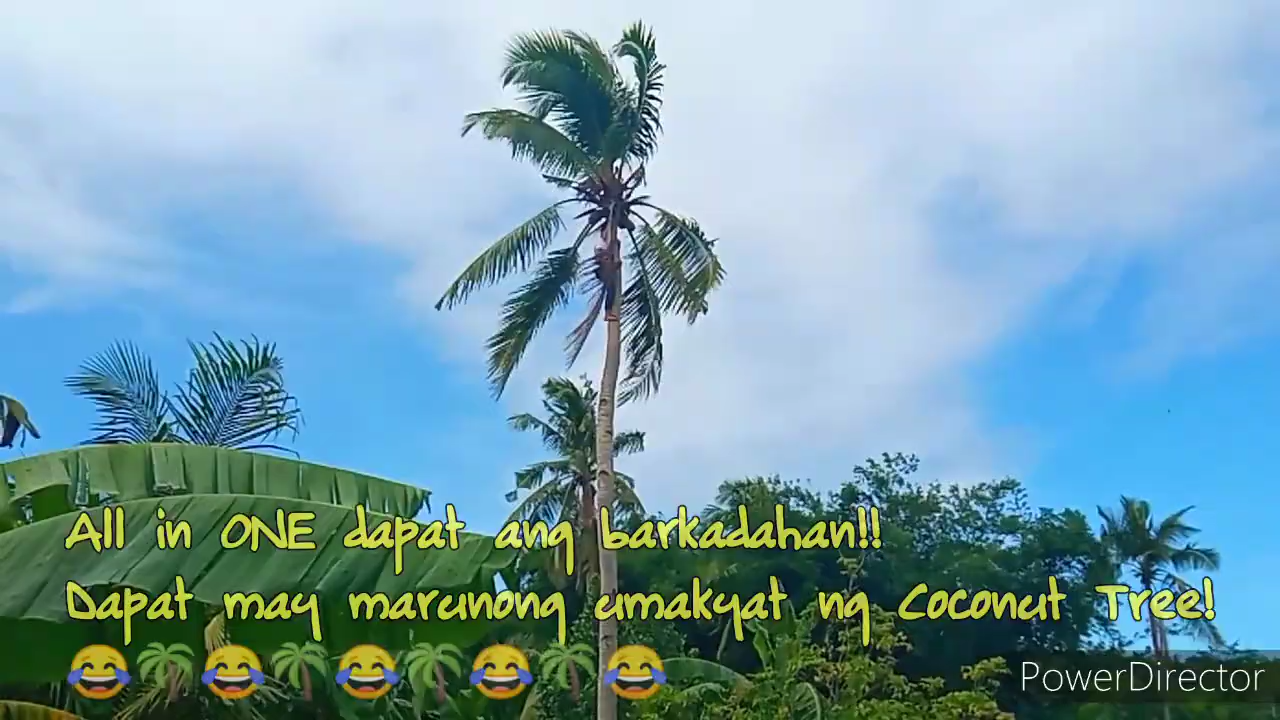 All in ONE dapat ang barkadahan!!
Dapat may marunong umakyat ng Coconut Tree!
😂🌴😂🌴😂🌴😂🌴😂
PowerDirector